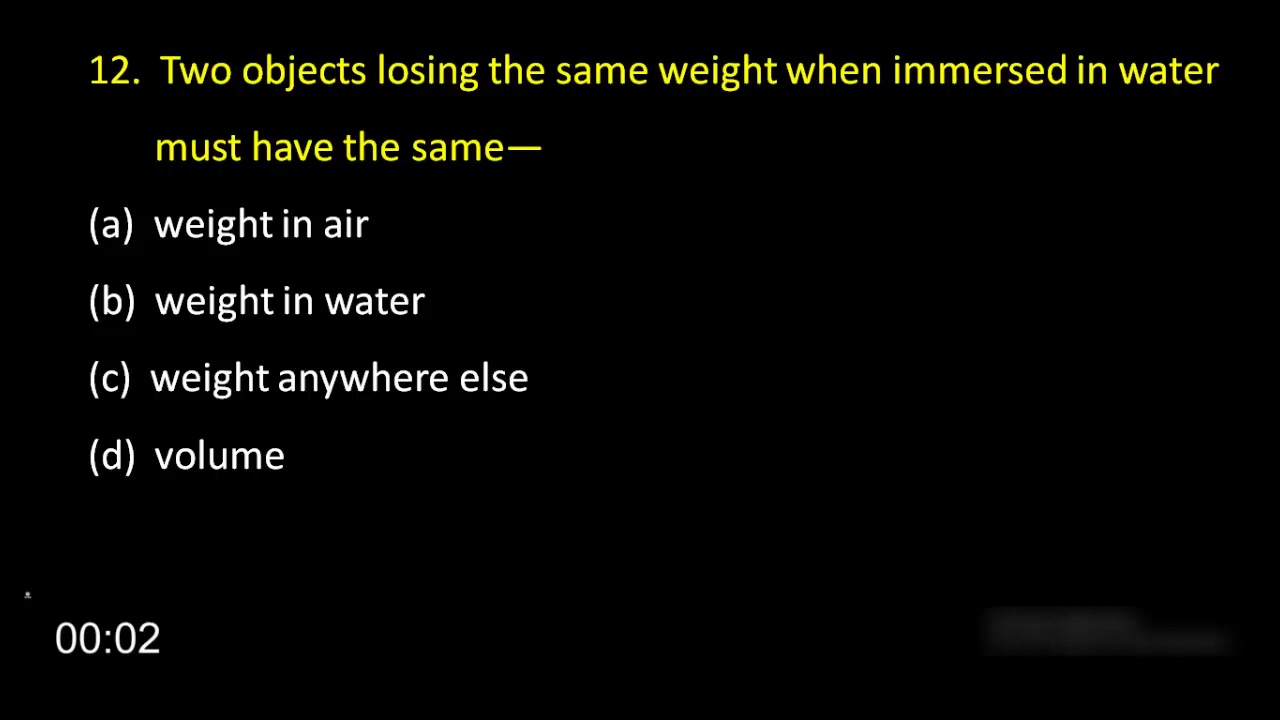 12. Two objects losing the same weight when immersed in water
must have the same—
(a) weight in air
(b) weight in water
(c) weight anywhere else
(d) volume
00:02